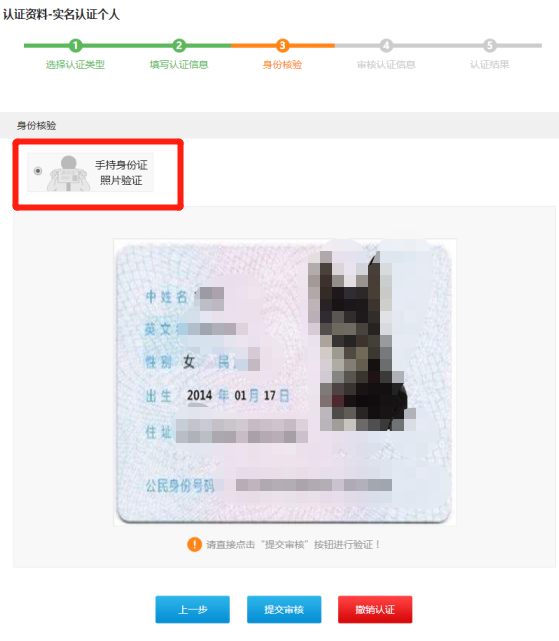 认证资料-实名认证个人
1 2 3 4 5
选择认证类型 填写认证信息 身份核验 审核认证信息 认证结果
身份核验
手持身份证
照片验证
中姓名
英文
性别 女 民
出生 2014 年 01 月 17 日
住址
公民身份号码
! 请直接点击“提交审核”按钮进行验证！
上一步 提交审核 撤销认证